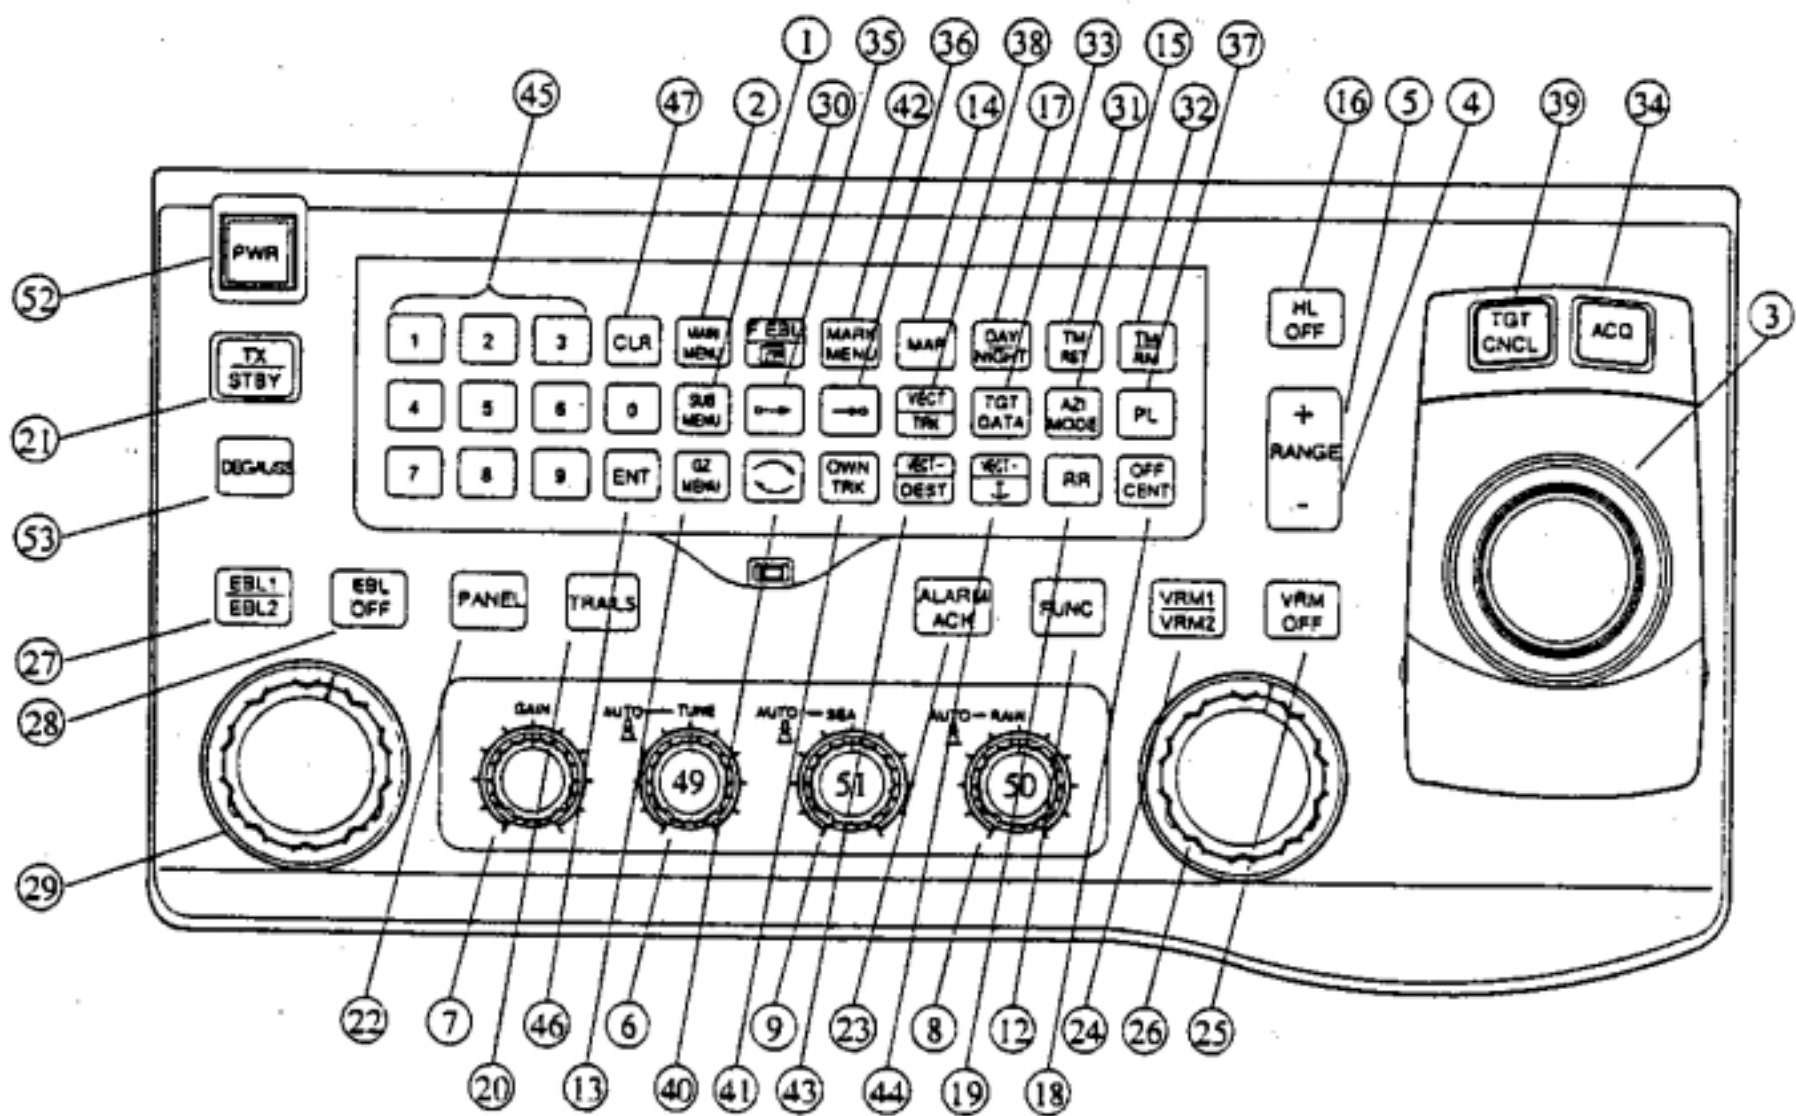 1 35 36 38 33 15 37
45 47 2 30 42 14 17 31 32 16 5 4 39 34
PWR
52
HL
OFF
TGT
CNCL
ACQ
3
1 2 3 CLR
MAIN
MENU
F EBL
MARK
MENU
MAP
DAY
NIGHT
TM
RST
TM
RM
TX
STBY
21
4 5 6 0
SUB
MENU
VECT
TRK
TGT
DATA
AZI
MODE
PL
+
RANGE
-
DEGAUSS
53
7 8 9 ENT
GZ
MENU
OWN
TRK
VECT-
DEST
VECT-
RR
OFF
CENT
EBL1
EBL2
EBL
OFF
PANEL
TRAILS
ALARM
ACK
FUNC
VRM1
VRM2
VRM
OFF
27
28
GAIN
AUTO TUNE
AUTO SEA
AUTO RAIN
49 51 50
29
22 7 46 6 9 23 8 12 24 26 25
20 13 40 41 43 44 19 18